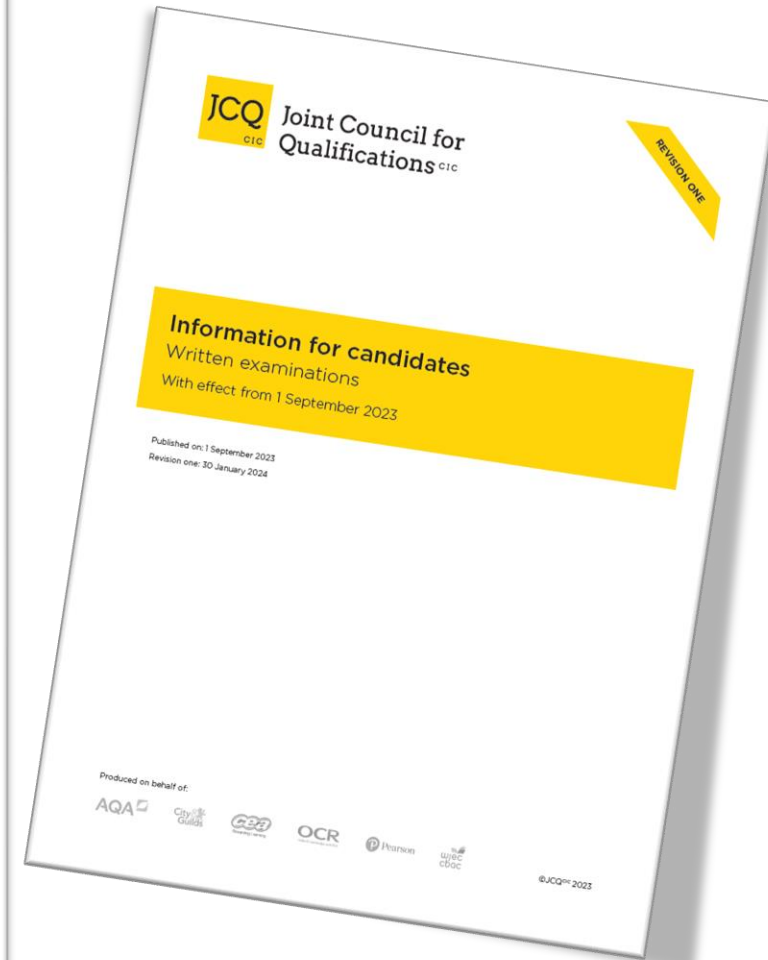 JCQ
CIC
Joint Council for
Qualifications CIC
REVISION ONE
Information for candidates
Written examinations
With effect from 1 September 2023
Published on: 1 September 2023
Revision one: 30 January 2024
Produced on behalf of:
AQA
City&
Guilds
ccea
OCR
Pearson
wjec
cbac
©JCQCIC 2023